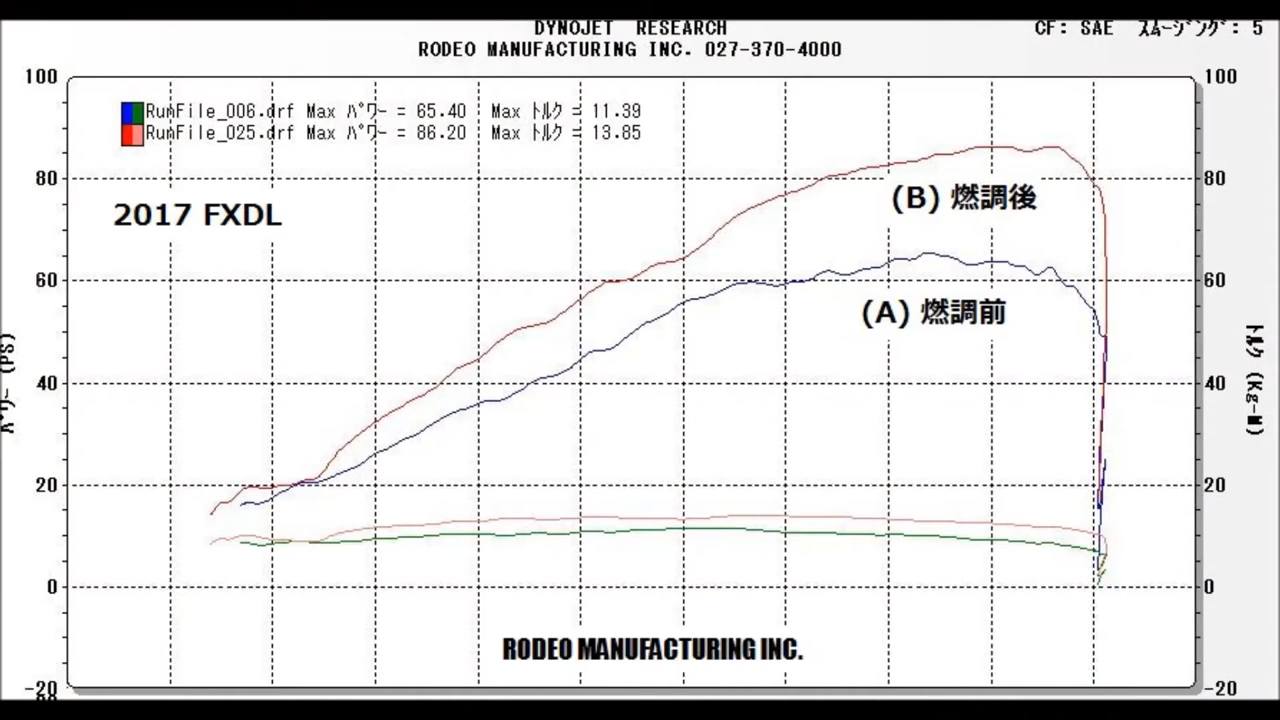 DYNOJET RESEARCH
CF: SAE ｽﾑｰｼﾞﾝｸﾞ: 5
RODEO MANUFACTURING INC. 027-370-4000
RunFile_006.drf Max ﾊﾟﾜｰ = 65.40 Max ﾄﾙｸ = 11.39
RunFile_025.drf Max ﾊﾟﾜｰ = 86.20 Max ﾄﾙｸ = 13.85
2017 FXDL
(B) 燃調後
(A) 燃調前
100
80
60
40
20
0
-20
ﾊﾟﾜｰ (PS)
100
80
60
40
20
0
-20
ﾄﾙｸ (Kg-M)
RODEO MANUFACTURING INC.